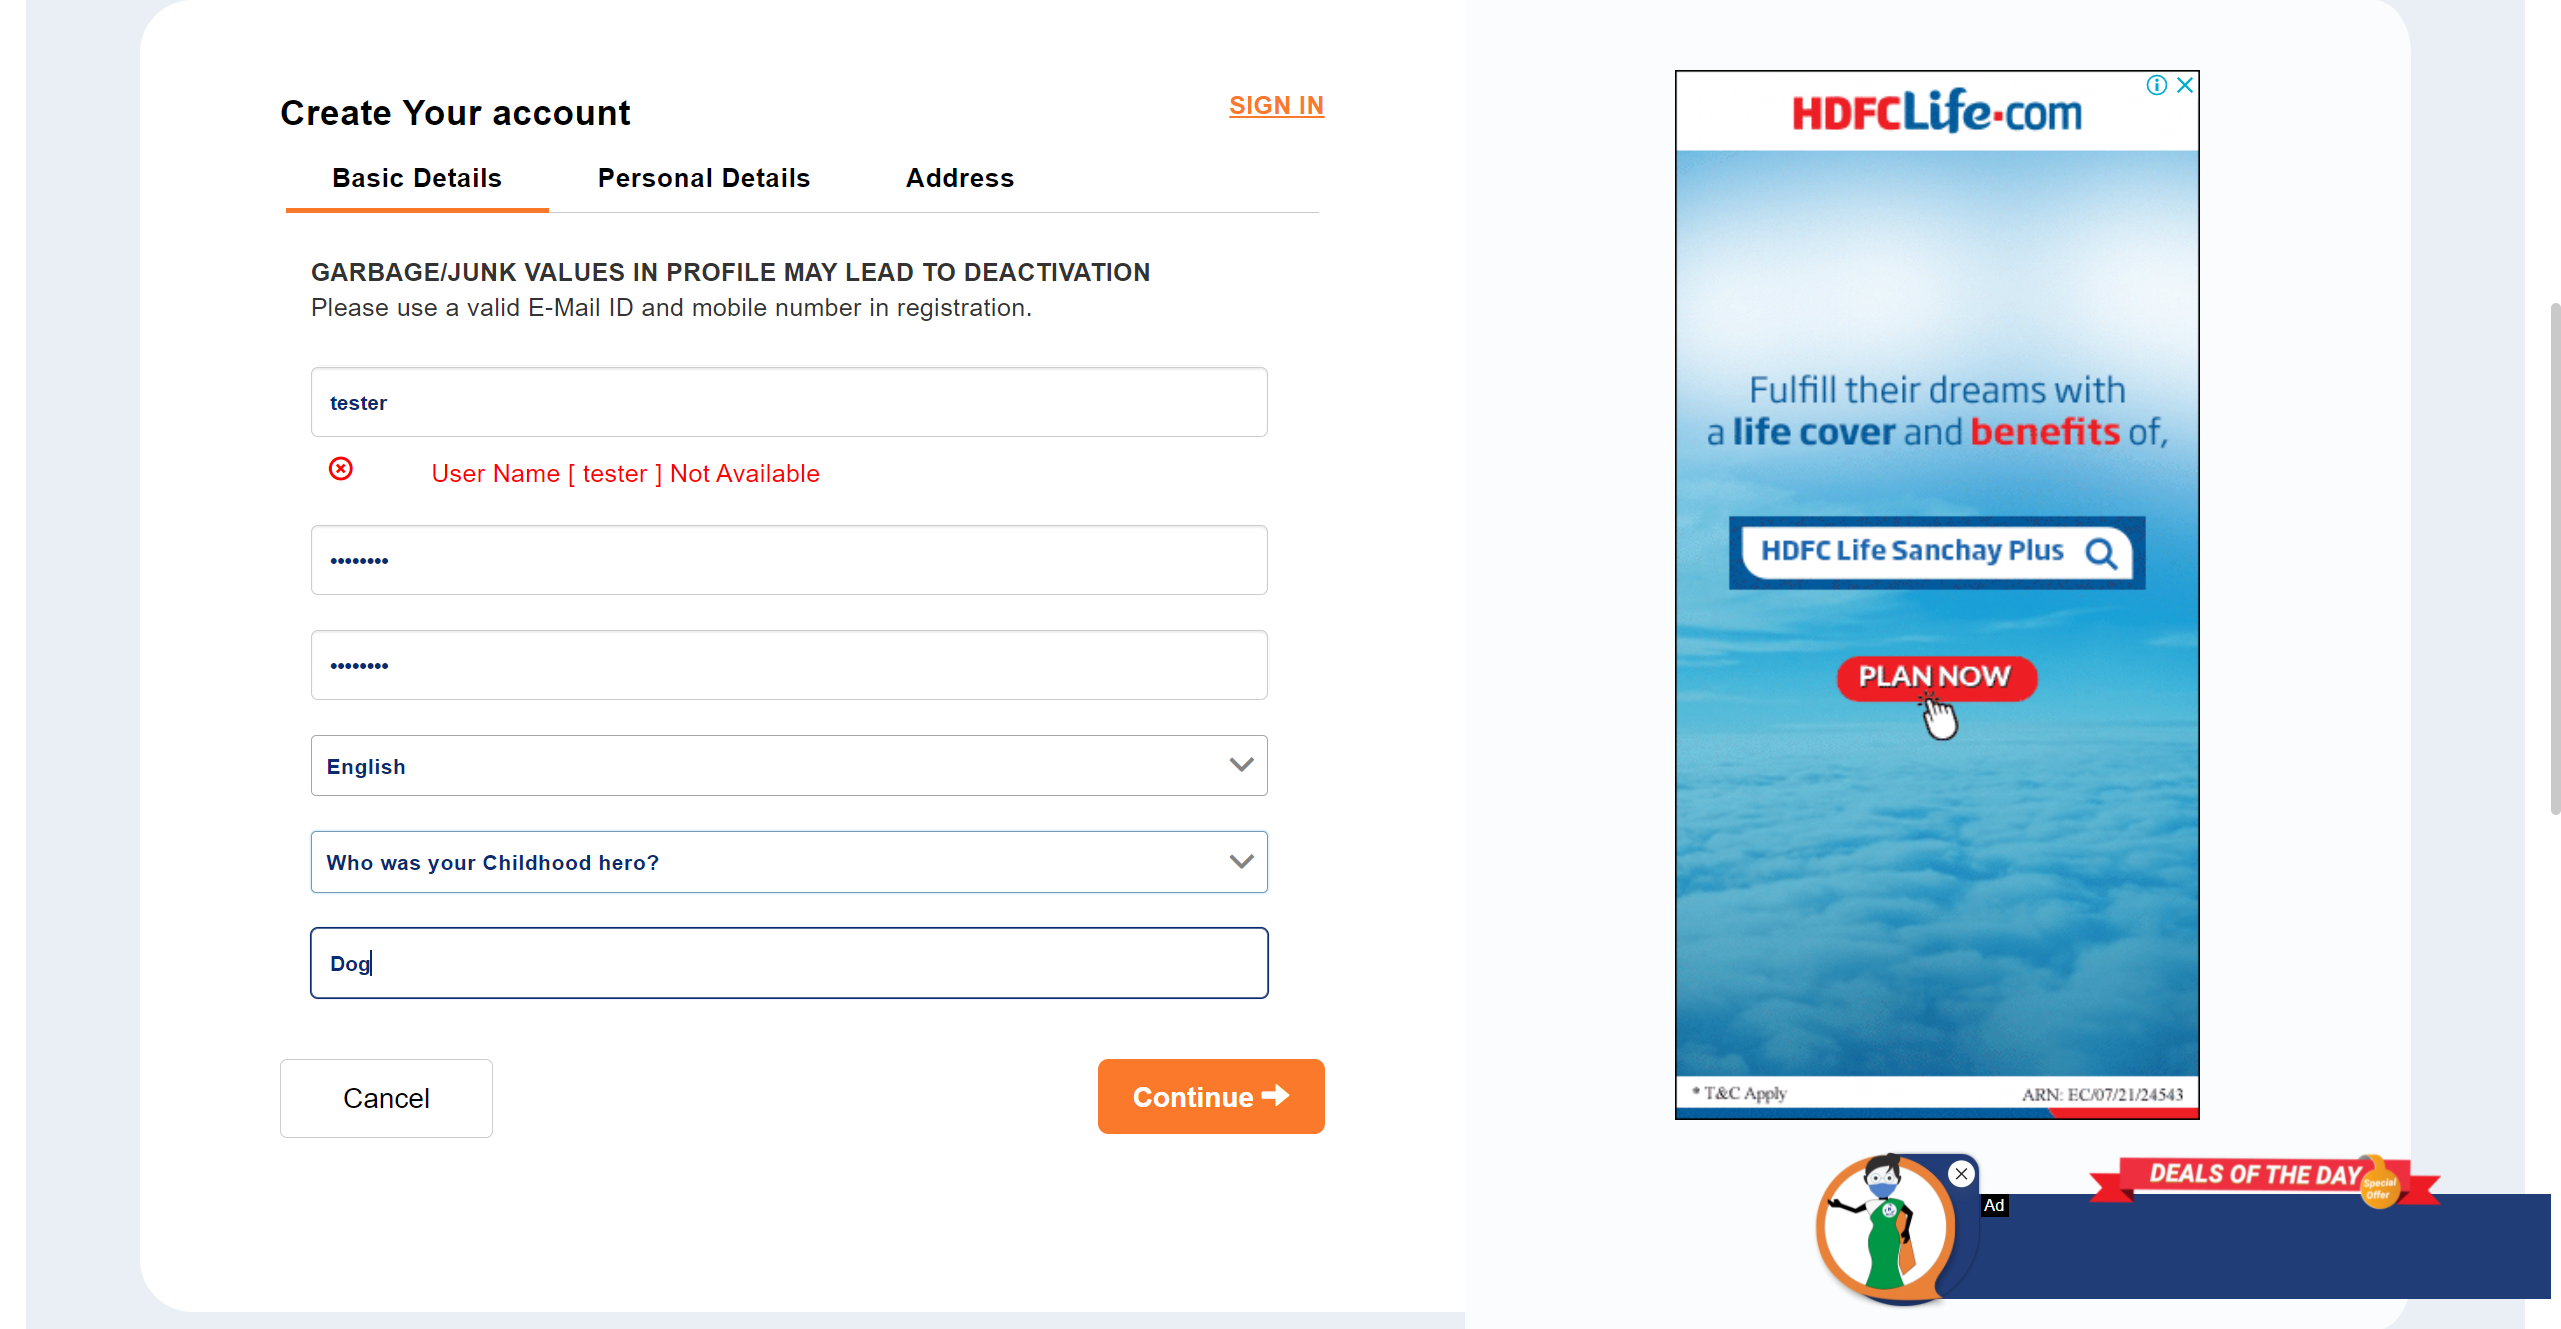 Create Your account
SIGN IN
Basic Details
Personal Details
Address
GARBAGE/JUNK VALUES IN PROFILE MAY LEAD TO DEACTIVATION
Please use a valid E-Mail ID and mobile number in registration.
tester
User Name [ tester ] Not Available
••••••••
••••••••
English
Who was your Childhood hero?
Dog
Cancel
Continue
HDFCLife.com
Fulfill their dreams with
a life cover and benefits of,
HDFC Life Sanchay Plus
PLAN NOW
* T&C Apply
ARN: EC/07/21/24543
DEALS OF THE DAY
Special
Offer
Ad